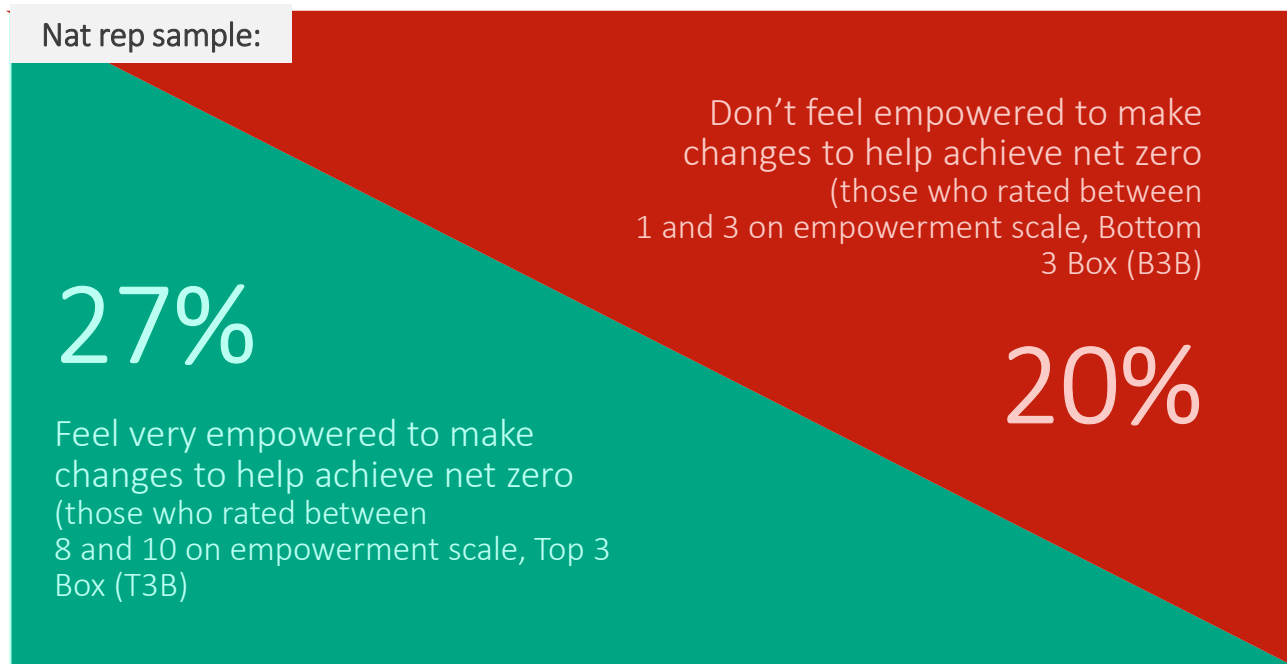 Nat rep sample:
Don’t feel empowered to make
changes to help achieve net zero
(those who rated between
1 and 3 on empowerment scale, Bottom
3 Box (B3B)
20%
27%
Feel very empowered to make
changes to help achieve net zero
(those who rated between
8 and 10 on empowerment scale, Top 3
Box (T3B)